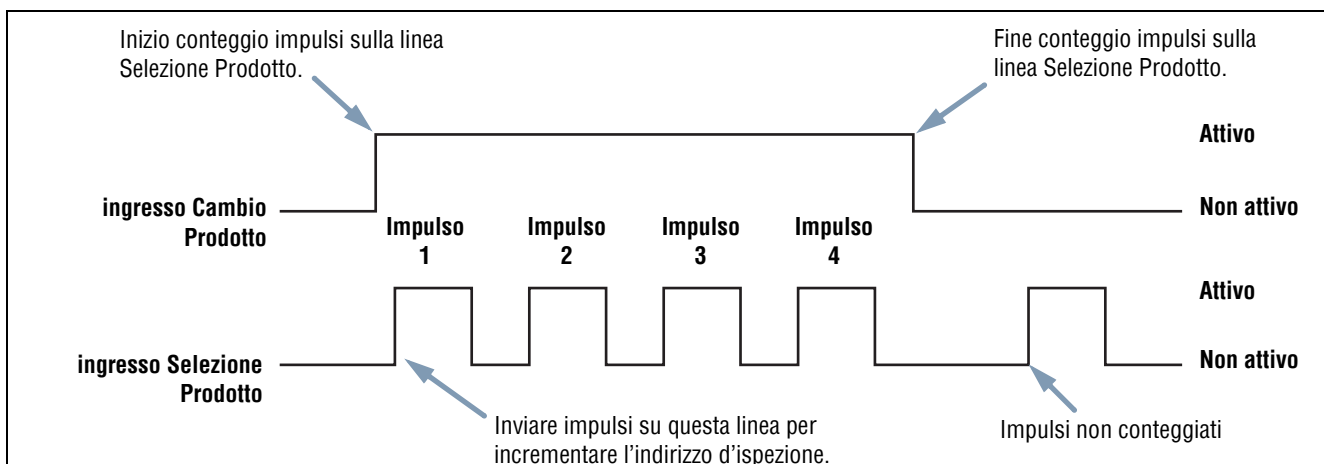 Inizio conteggio impulsi sulla linea
Selezione Prodotto.
Fine conteggio impulsi sulla
linea Selezione Prodotto.
Attivo
ingresso Cambio
Prodotto
Non attivo
Impulso
1
Impulso
2
Impulso
3
Impulso
4
Attivo
ingresso Selezione
Prodotto
Non attivo
Inviare impulsi su questa linea per
incrementare l'indirizzo d'ispezione.
Impulsi non conteggiati